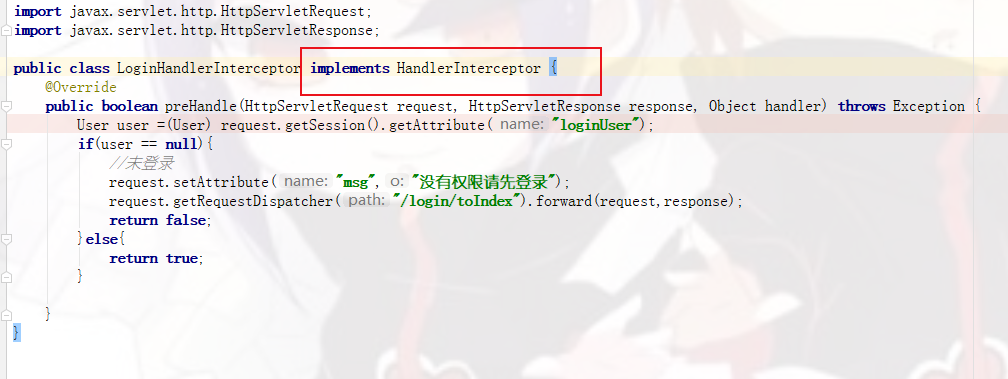 import javax.servlet.http.HttpServletRequest;
import javax.servlet.http.HttpServletResponse;
public class LoginHandlerInterceptor implements HandlerInterceptor {
@Override
public boolean preHandle(HttpServletRequest request, HttpServletResponse response, Object handler) throws Exception {
User user =(User) request.getSession().getAttribute( name: "loginUser");
if(user == null){
//未登录
request.setAttribute( name: "msg", o: "没有权限请先登录");
request.getRequestDispatcher( path: "/login/toIndex").forward(request,response);
return false;
}else{
return true;
}
}
}